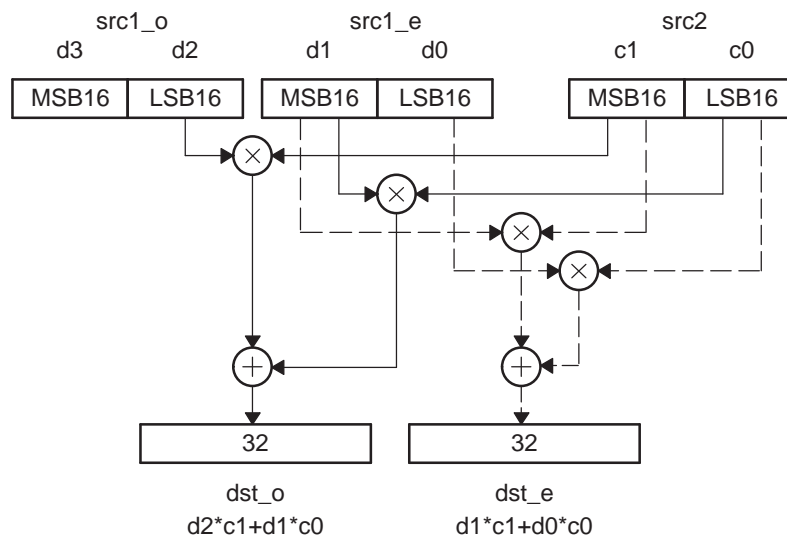 src1_o src1_e src2
d3 d2 d1 d0 c1 c0
MSB16 LSB16 MSB16 LSB16 MSB16 LSB16
×
×
×
×
+ +
32 32
dst_o dst_e
d2*c1+d1*c0 d1*c1+d0*c0